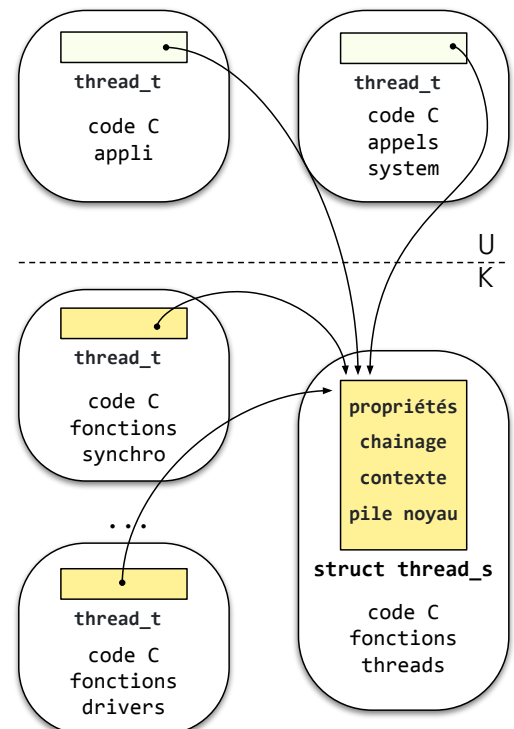 thread_t
code C
appli
thread_t
code C
appels
system
U
K
thread_t
code C
fonctions
synchro
...
thread_t
code C
fonctions
drivers
propriétés
chainage
contexte
pile noyau
struct thread_s
code C
fonctions
threads